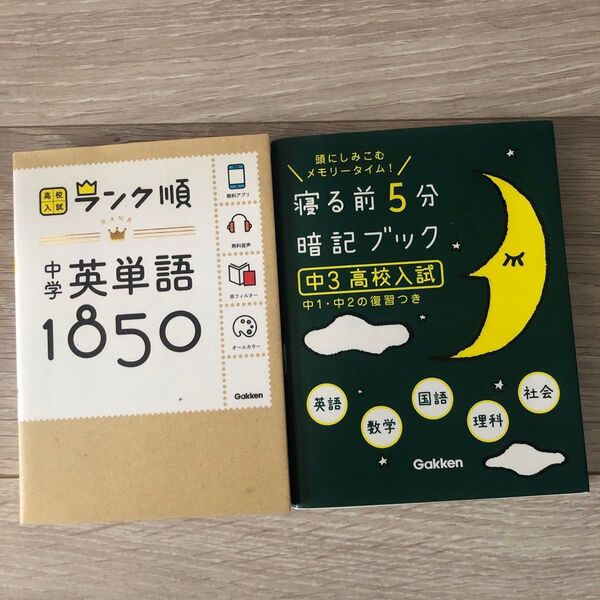 高校入試
ランク順
RANK
中学
英単語
1850
無料アプリ
無料音声
赤フィルター
オールカラー
Gakken
頭にしみこむ
メモリータイム!
寝る前5分
暗記ブック
中3 高校入試
中1・中2の復習つき
英語
数学
国語
理科
社会
Gakken